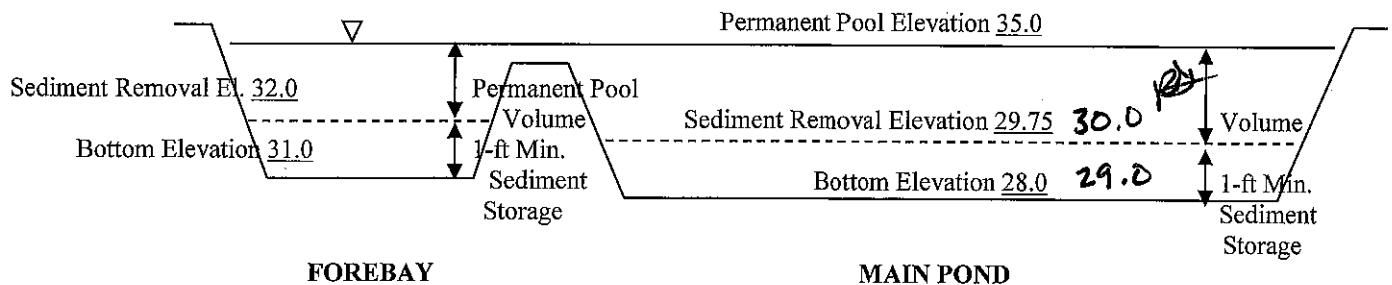 Permanent Pool Elevation 35.0
Sediment Removal El. 32.0
Permanent Pool
Volume
Sediment Removal Elevation 29.75 30.0
Volume
Bottom Elevation 31.0
1-ft Min.
Sediment
Storage
Bottom Elevation 28.0 29.0
1-ft Min.
Sediment
Storage
FOREBAY
MAIN POND